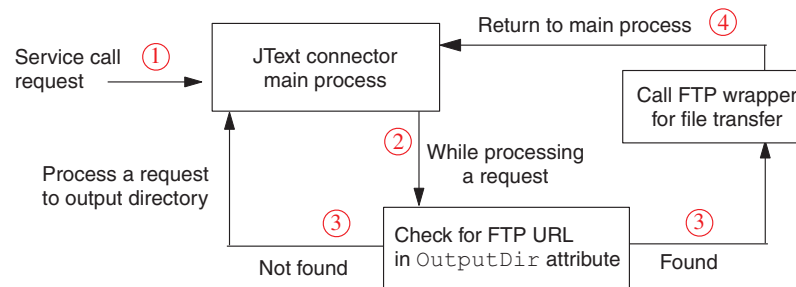 Service call
request
1
JText connector
main process
Return to main process
4
Call FTP wrapper
for file transfer
2
While processing
a request
Process a request
to output directory
3
Not found
Check for FTP URL
in OutputDir attribute
3
Found